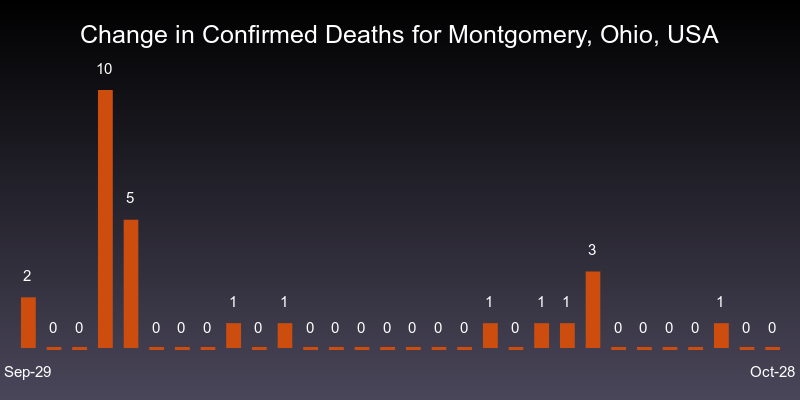 Change in Confirmed Deaths for Montgomery, Ohio, USA
10
5
3
2
1 1 1 1 1 1
0 0 0 0 0 0 0 0 0 0 0 0 0 0 0 0 0 0 0 0
Sep-29 Oct-28